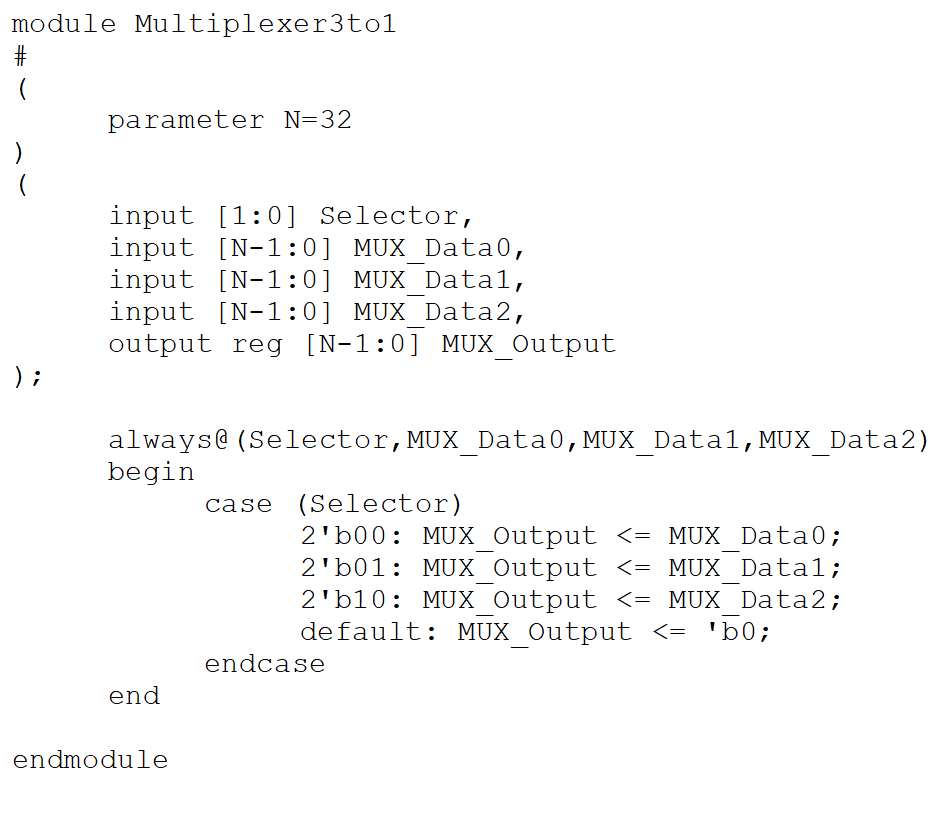 module Multiplexer3to1
#
(
parameter N=32
)
(
input [1:0] Selector,
input [N-1:0] MUX_Data0,
input [N-1:0] MUX_Data1,
input [N-1:0] MUX_Data2,
output reg [N-1:0] MUX_Output
);
always@(Selector,MUX_Data0,MUX_Data1,MUX_Data2)
begin
case (Selector)
2'b00: MUX_Output <= MUX_Data0;
2'b01: MUX_Output <= MUX_Data1;
2'b10: MUX_Output <= MUX_Data2;
default: MUX_Output <= 'b0;
endcase
end
endmodule